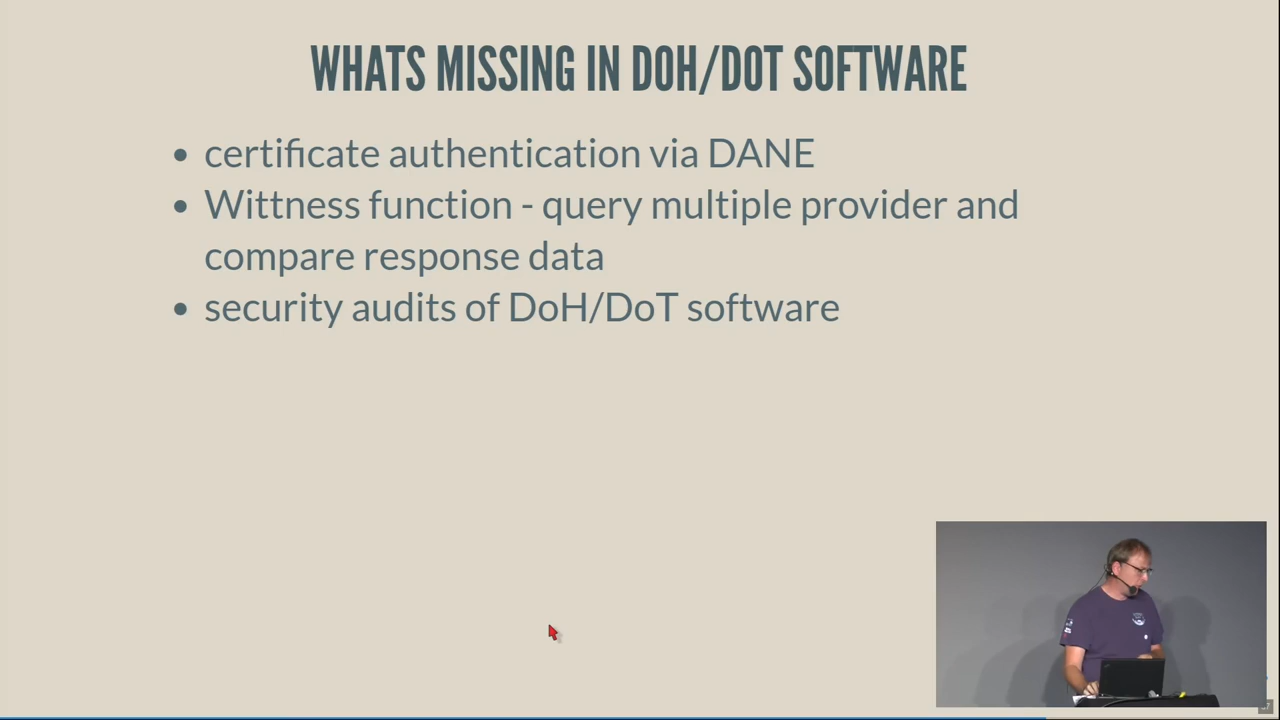 WHATS MISSING IN DOH/DOT SOFTWARE
certificate authentication via DANE
Wittness function - query multiple provider and
compare response data
security audits of DoH/DoT software